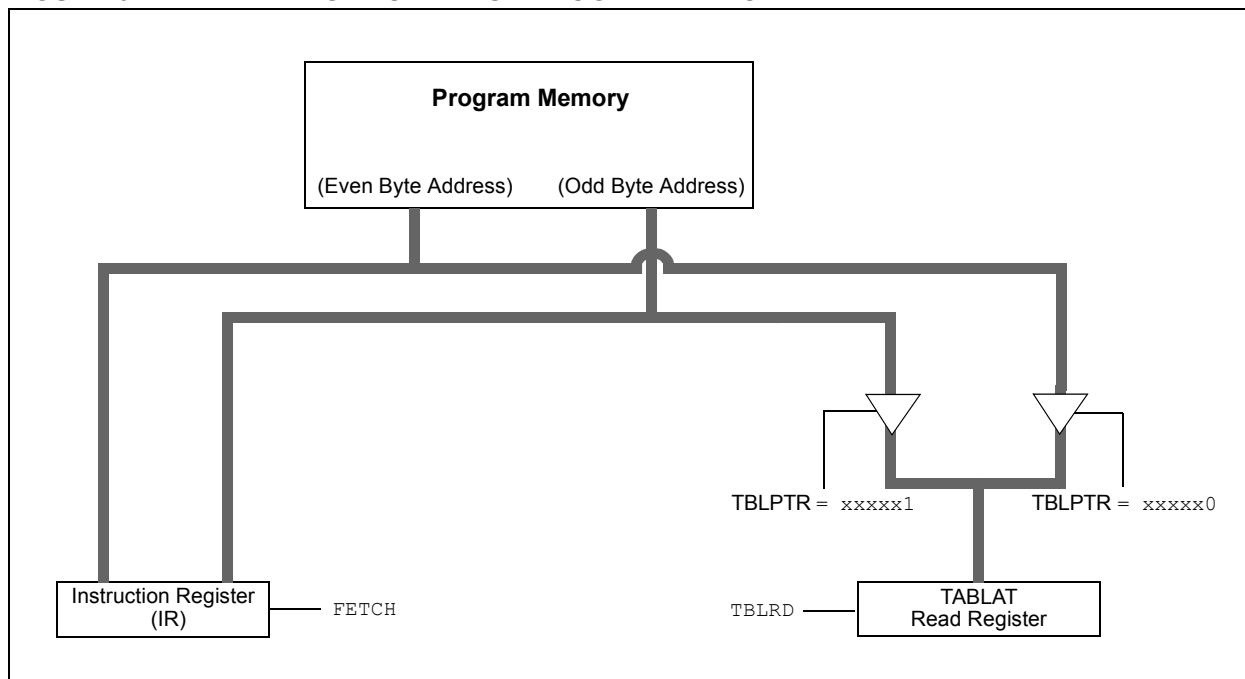 Program Memory
(Even Byte Address)
(Odd Byte Address)
TBLPTR = xxxxx1
TBLPTR = xxxxx0
Instruction Register
(IR)
FETCH
TBLRD
TABLAT
Read Register